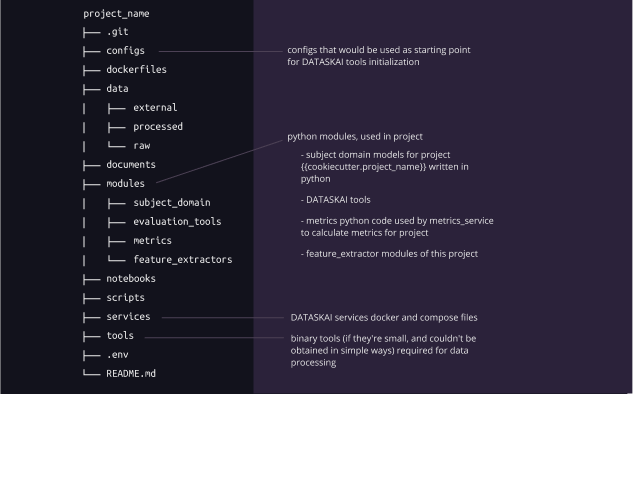 project_name
├── .git
├── configs
├── dockerfiles
├── data
│   ├── external
│   ├── processed
│   └── raw
├── documents
├── modules
│   ├── subject_domain
│   ├── evaluation_tools
│   ├── metrics
│   └── feature_extractors
├── notebooks
├── scripts
├── services
├── tools
├── .env
└── README.md
configs that would be used as starting point
for DATASKAI tools initialization
python modules, used in project
- subject domain models for project
{{cookiecutter.project_name}} written in
python
- DATASKAI tools
- metrics python code used by metrics_service
to calculate metrics for project
- feature_extractor modules of this project
DATASKAI services docker and compose files
binary tools (if they're small, and couldn't be
obtained in simple ways) required for data
processing